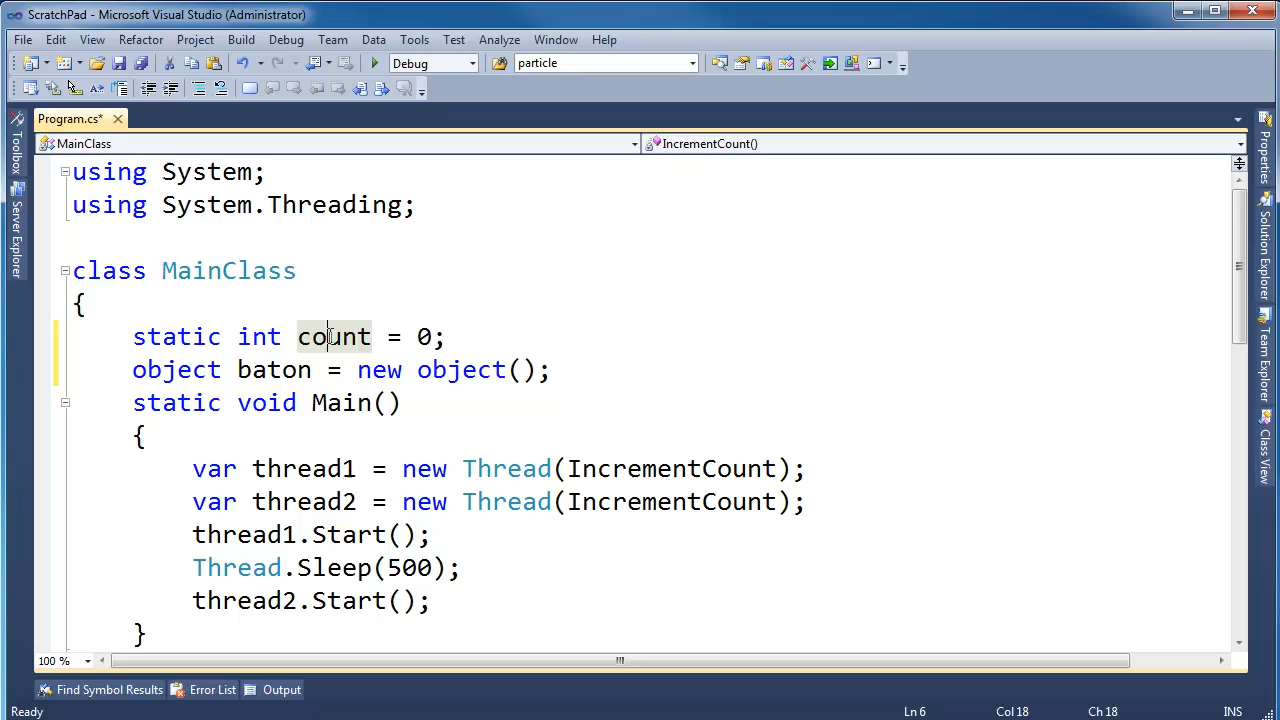 ScratchPad - Microsoft Visual Studio (Administrator)
File Edit View Refactor Project Build Debug Team Data Tools Test Analyze Window Help
Debug particle
Program.cs* 
MainClass IncrementCount()
Toolbox
Server Explorer
using System;
using System.Threading;
class MainClass
{
static int count = 0;
object baton = new object();
static void Main()
{
var thread1 = new Thread(IncrementCount);
var thread2 = new Thread(IncrementCount);
thread1.Start();
Thread.Sleep(500);
thread2.Start();
}
Properties
Solution Explorer
Team Explorer
Class View
100 %
Find Symbol Results Error List Output
Ready Ln 6 Col 18 Ch 18 INS